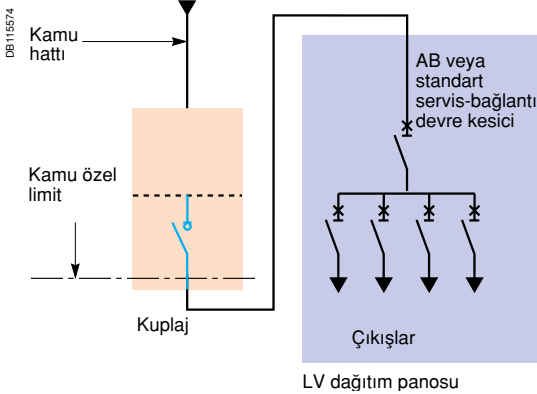 DB115574
Kamu
hattı
AB veya
standart
servis-bağlantı
devre kesici
Kamu özel
limit
Kuplaj
Çıkışlar
LV dağıtım panosu